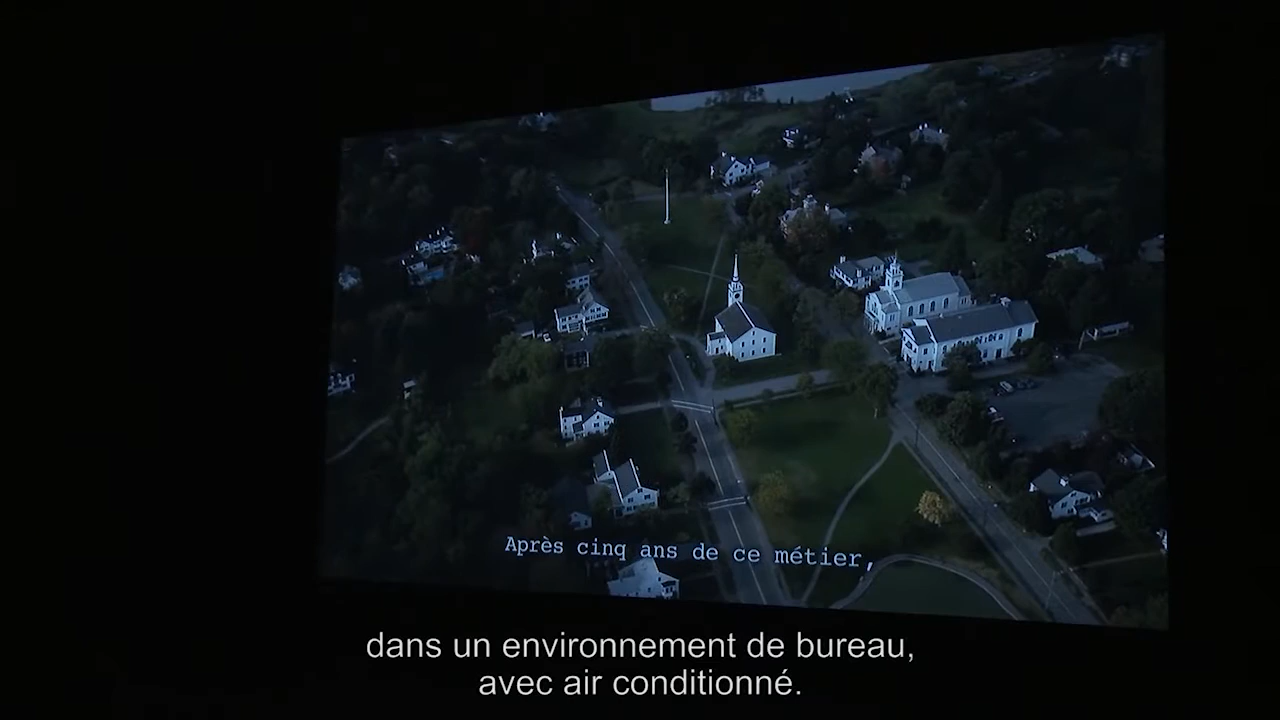 Après cinq ans de ce métier,
dans un environnement de bureau,
avec air conditionné.